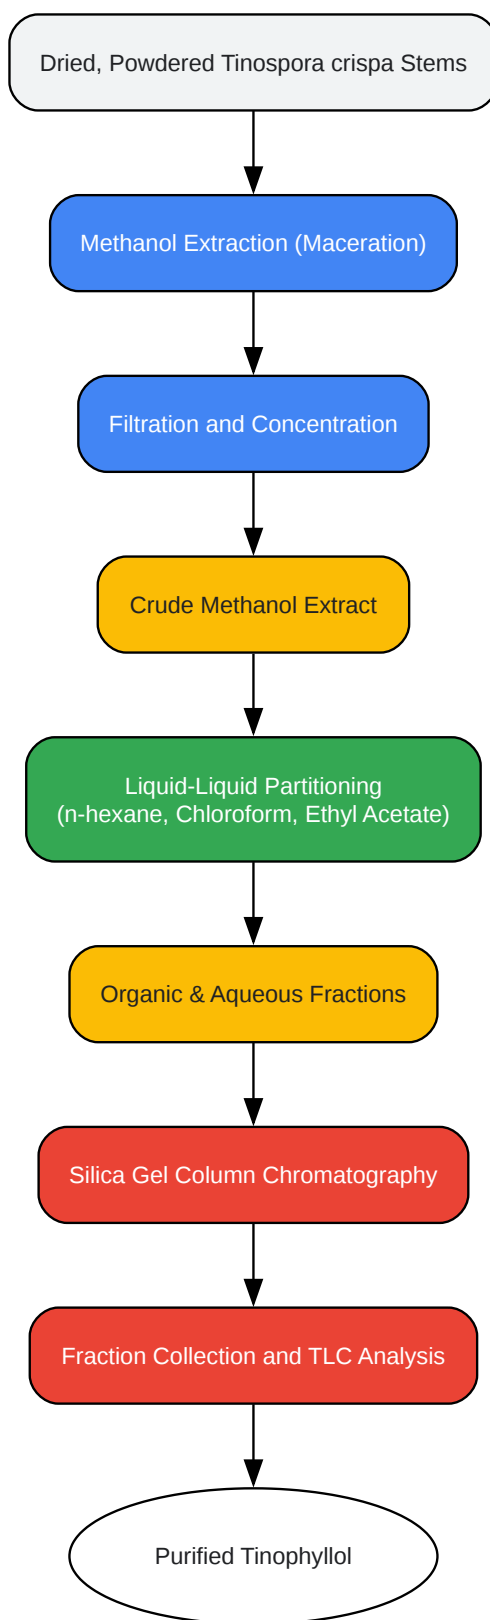 Dried, Powdered Tinospora crispa Stems
Methanol Extraction (Maceration)
Filtration and Concentration
Crude Methanol Extract
Liquid-Liquid Partitioning
(n-hexane, Chloroform, Ethyl Acetate)
Organic & Aqueous Fractions
Silica Gel Column Chromatography
Fraction Collection and TLC Analysis
Purified Tinophyllol